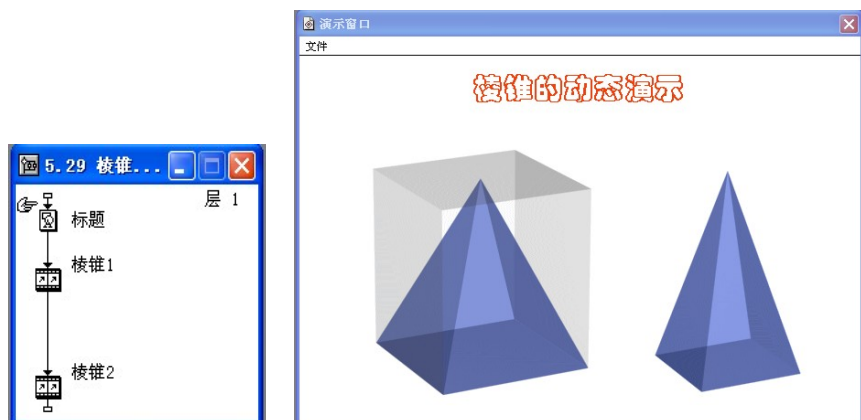 5.29 棱锥...
层 1
标题
棱锥1
棱锥2
演示窗口
文件
棱锥的动态演示